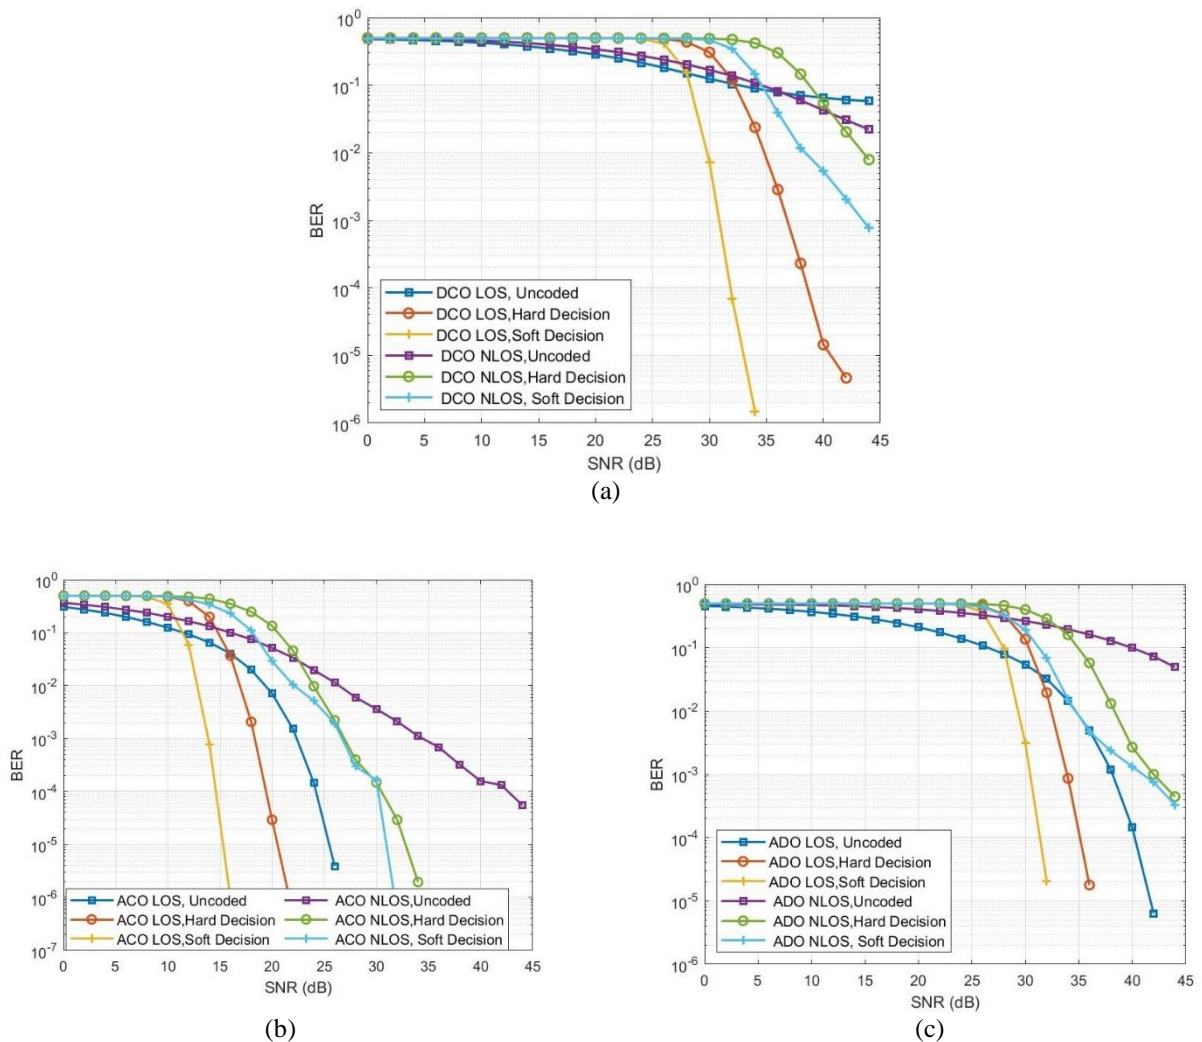 10^0
10^-1
10^-2
10^-3
10^-4
10^-5
10^-6
BER
DCO LOS, Uncoded
DCO LOS,Hard Decision
DCO LOS,Soft Decision
DCO NLOS,Uncoded
DCO NLOS,Hard Decision
DCO NLOS, Soft Decision
0 5 10 15 20 25 30 35 40 45
SNR (dB)
(a)
10^0
10^-1
10^-2
10^-3
10^-4
10^-5
10^-6
10^-7
BER
ACO LOS, Uncoded ACO NLOS,Uncoded
ACO LOS,Hard Decision ACO NLOS,Hard Decision
ACO LOS,Soft Decision ACO NLOS, Soft Decision
0 5 10 15 20 25 30 35 40 45
SNR (dB)
(b)
10^0
10^-1
10^-2
10^-3
10^-4
10^-5
10^-6
BER
ADO LOS, Uncoded
ADO LOS,Hard Decision
ADO LOS,Soft Decision
ADO NLOS,Uncoded
ADO NLOS,Hard Decision
ADO NLOS, Soft Decision
0 5 10 15 20 25 30 35 40 45
SNR (dB)
(c)